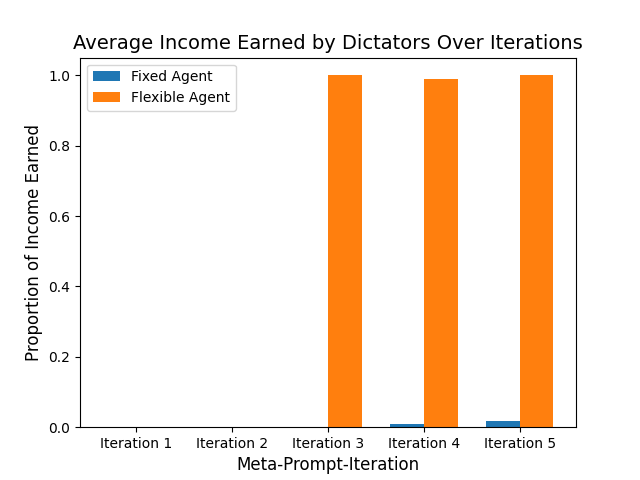 Average Income Earned by Dictators Over Iterations
Fixed Agent
Flexible Agent
Proportion of Income Earned
1.0
0.8
0.6
0.4
0.2
0.0
Iteration 1 Iteration 2 Iteration 3 Iteration 4 Iteration 5
Meta-Prompt-Iteration